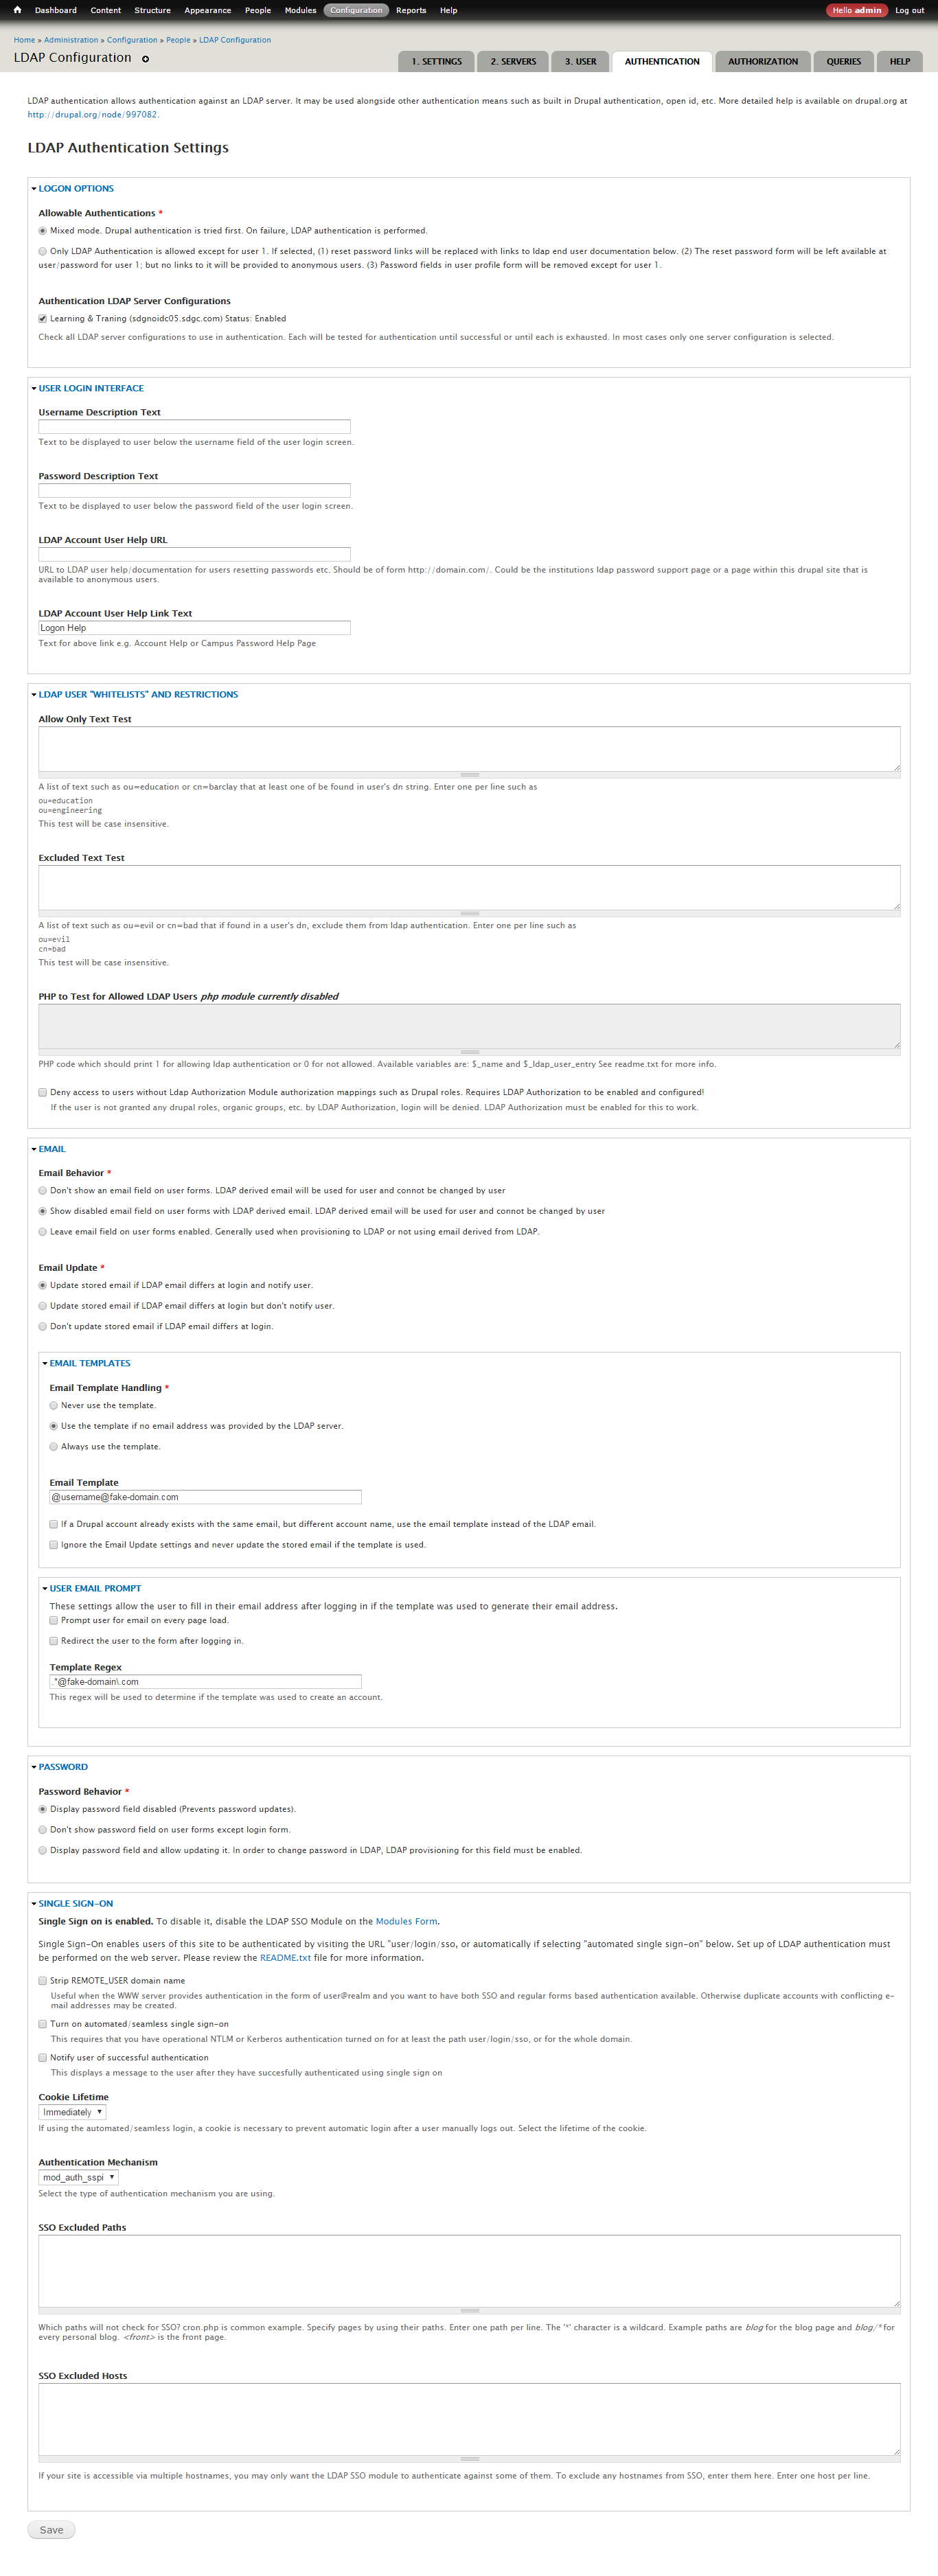 Dashboard Content Structure Appearance People Modules Configuration Reports Help Hello admin Log out
Home » Administration » Configuration » People » LDAP Configuration
LDAP Configuration
1. SETTINGS 2. SERVERS 3. USER AUTHENTICATION AUTHORIZATION QUERIES HELP
LDAP authentication allows authentication against an LDAP server. It may be used alongside other authentication means such as built in Drupal authentication, open id, etc. More detailed help is available on drupal.org at
http://drupal.org/node/997082.
LDAP Authentication Settings
LOGON OPTIONS
Allowable Authentications *
Mixed mode. Drupal authentication is tried first. On failure, LDAP authentication is performed.
Only LDAP Authentication is allowed except for user 1. If selected, (1) reset password links will be replaced with links to ldap end user documentation below. (2) The reset password form will be left available at
user/password for user 1; but no links to it will be provided to anonymous users. (3) Password fields in user profile form will be removed except for user 1.
Authentication LDAP Server Configurations
Learning & Traning (sdgnoidc05.sdgc.com) Status: Enabled
Check all LDAP server configurations to use in authentication. Each will be tested for authentication until successful or until each is exhausted. In most cases only one server configuration is selected.
USER LOGIN INTERFACE
Username Description Text
Text to be displayed to user below the username field of the user login screen.
Password Description Text
Text to be displayed to user below the password field of the user login screen.
LDAP Account User Help URL
URL to LDAP user help/documentation for users resetting passwords etc. Should be of form http://domain.com/. Could be the institutions ldap password support page or a page within this drupal site that is
available to anonymous users.
LDAP Account User Help Link Text
Logon Help
Text for above link e.g. Account Help or Campus Password Help Page
LDAP USER "WHITELISTS" AND RESTRICTIONS
Allow Only Text Test
A list of text such as ou=education or cn=barclay that at least one of be found in user's dn string. Enter one per line such as
ou=education
ou=engineering
This test will be case insensitive.
Excluded Text Test
A list of text such as ou=evil or cn=bad that if found in a user's dn, exclude them from ldap authentication. Enter one per line such as
ou=evil
cn=bad
This test will be case insensitive.
PHP to Test for Allowed LDAP Users php module currently disabled
PHP code which should print 1 for allowing ldap authentication or 0 for not allowed. Available variables are: $_name and $_ldap_user_entry See readme.txt for more info.
Deny access to users without Ldap Authorization Module authorization mappings such as Drupal roles. Requires LDAP Authorization to be enabled and configured!
If the user is not granted any drupal roles, organic groups, etc. by LDAP Authorization, login will be denied. LDAP Authorization must be enabled for this to work.
EMAIL
Email Behavior *
Don't show an email field on user forms. LDAP derived email will be used for user and connot be changed by user
Show disabled email field on user forms with LDAP derived email. LDAP derived email will be used for user and connot be changed by user
Leave email field on user forms enabled. Generally used when provisioning to LDAP or not using email derived from LDAP.
Email Update *
Update stored email if LDAP email differs at login and notify user.
Update stored email if LDAP email differs at login but don't notify user.
Don't update stored email if LDAP email differs at login.
EMAIL TEMPLATES
Email Template Handling *
Never use the template.
Use the template if no email address was provided by the LDAP server.
Always use the template.
Email Template
@username@fake-domain.com
If a Drupal account already exists with the same email, but different account name, use the email template instead of the LDAP email.
Ignore the Email Update settings and never update the stored email if the template is used.
USER EMAIL PROMPT
These settings allow the user to fill in their email address after logging in if the template was used to generate their email address.
Prompt user for email on every page load.
Redirect the user to the form after logging in.
Template Regex
.*@fake-domain\.com
This regex will be used to determine if the template was used to create an account.
PASSWORD
Password Behavior *
Display password field disabled (Prevents password updates).
Don't show password field on user forms except login form.
Display password field and allow updating it. In order to change password in LDAP, LDAP provisioning for this field must be enabled.
SINGLE SIGN-ON
Single Sign on is enabled. To disable it, disable the LDAP SSO Module on the Modules Form.
Single Sign-On enables users of this site to be authenticated by visiting the URL "user/login/sso, or automatically if selecting "automated single sign-on" below. Set up of LDAP authentication must
be performed on the web server. Please review the README.txt file for more information.
Strip REMOTE_USER domain name
Useful when the WWW server provides authentication in the form of user@realm and you want to have both SSO and regular forms based authentication available. Otherwise duplicate accounts with conflicting e-
mail addresses may be created.
Turn on automated/seamless single sign-on
This requires that you have operational NTLM or Kerberos authentication turned on for at least the path user/login/sso, or for the whole domain.
Notify user of successful authentication
This displays a message to the user after they have succesfully authenticated using single sign on
Cookie Lifetime
Immediately
If using the automated/seamless login, a cookie is necessary to prevent automatic login after a user manually logs out. Select the lifetime of the cookie.
Authentication Mechanism
mod_auth_sspi
Select the type of authentication mechanism you are using.
SSO Excluded Paths
Which paths will not check for SSO? cron.php is common example. Specify pages by using their paths. Enter one path per line. The '*' character is a wildcard. Example paths are blog for the blog page and blog/* for
every personal blog. <front> is the front page.
SSO Excluded Hosts
If your site is accessible via multiple hostnames, you may only want the LDAP SSO module to authenticate against some of them. To exclude any hostnames from SSO, enter them here. Enter one host per line.
Save